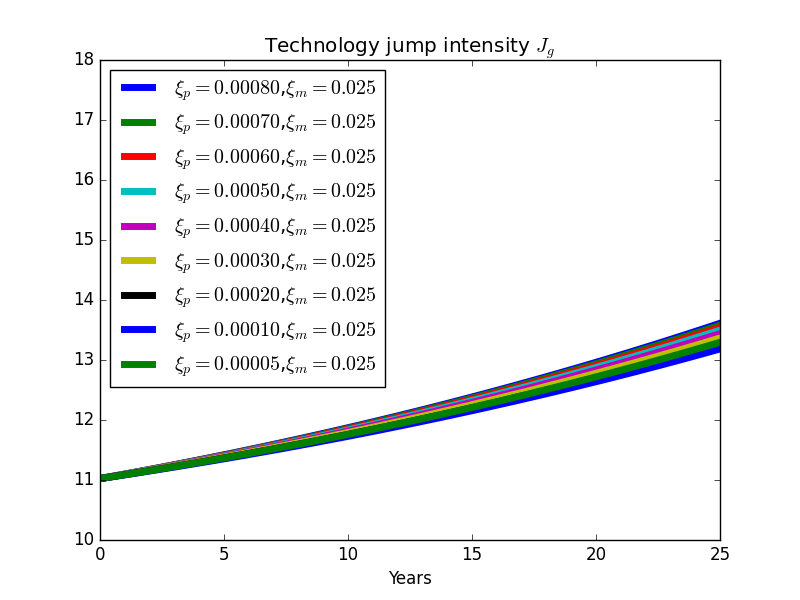 Technology jump intensity J_g
18
17
16
15
14
13
12
11
10
ξ_p = 0.00080,ξ_m = 0.025
ξ_p = 0.00070,ξ_m = 0.025
ξ_p = 0.00060,ξ_m = 0.025
ξ_p = 0.00050,ξ_m = 0.025
ξ_p = 0.00040,ξ_m = 0.025
ξ_p = 0.00030,ξ_m = 0.025
ξ_p = 0.00020,ξ_m = 0.025
ξ_p = 0.00010,ξ_m = 0.025
ξ_p = 0.00005,ξ_m = 0.025
0 5 10 15 20 25
Years